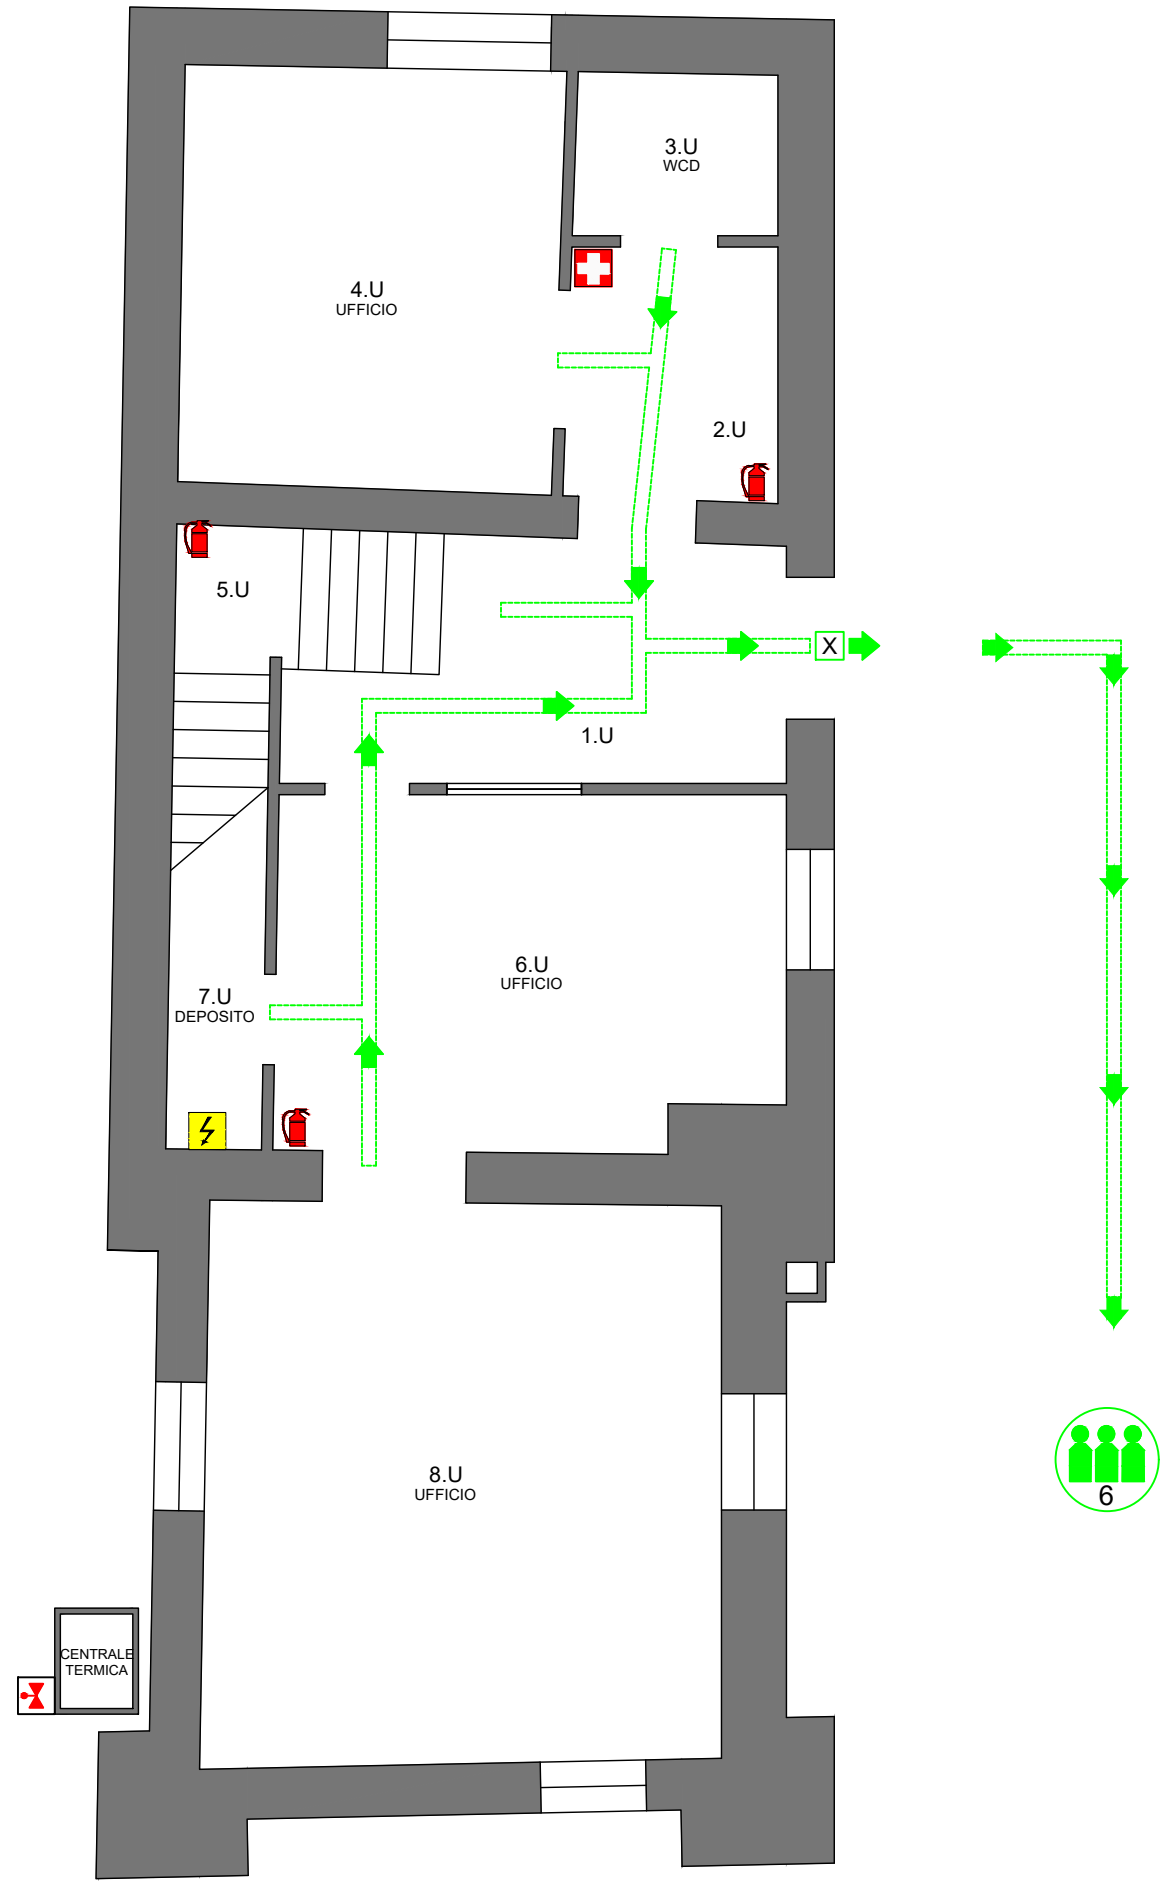 3.U
WCD
4.U
UFFICIO
2.U
5.U
X
1.U
6.U
UFFICIO
7.U
DEPOSITO
8.U
UFFICIO
6
CENTRALE
TERMICA